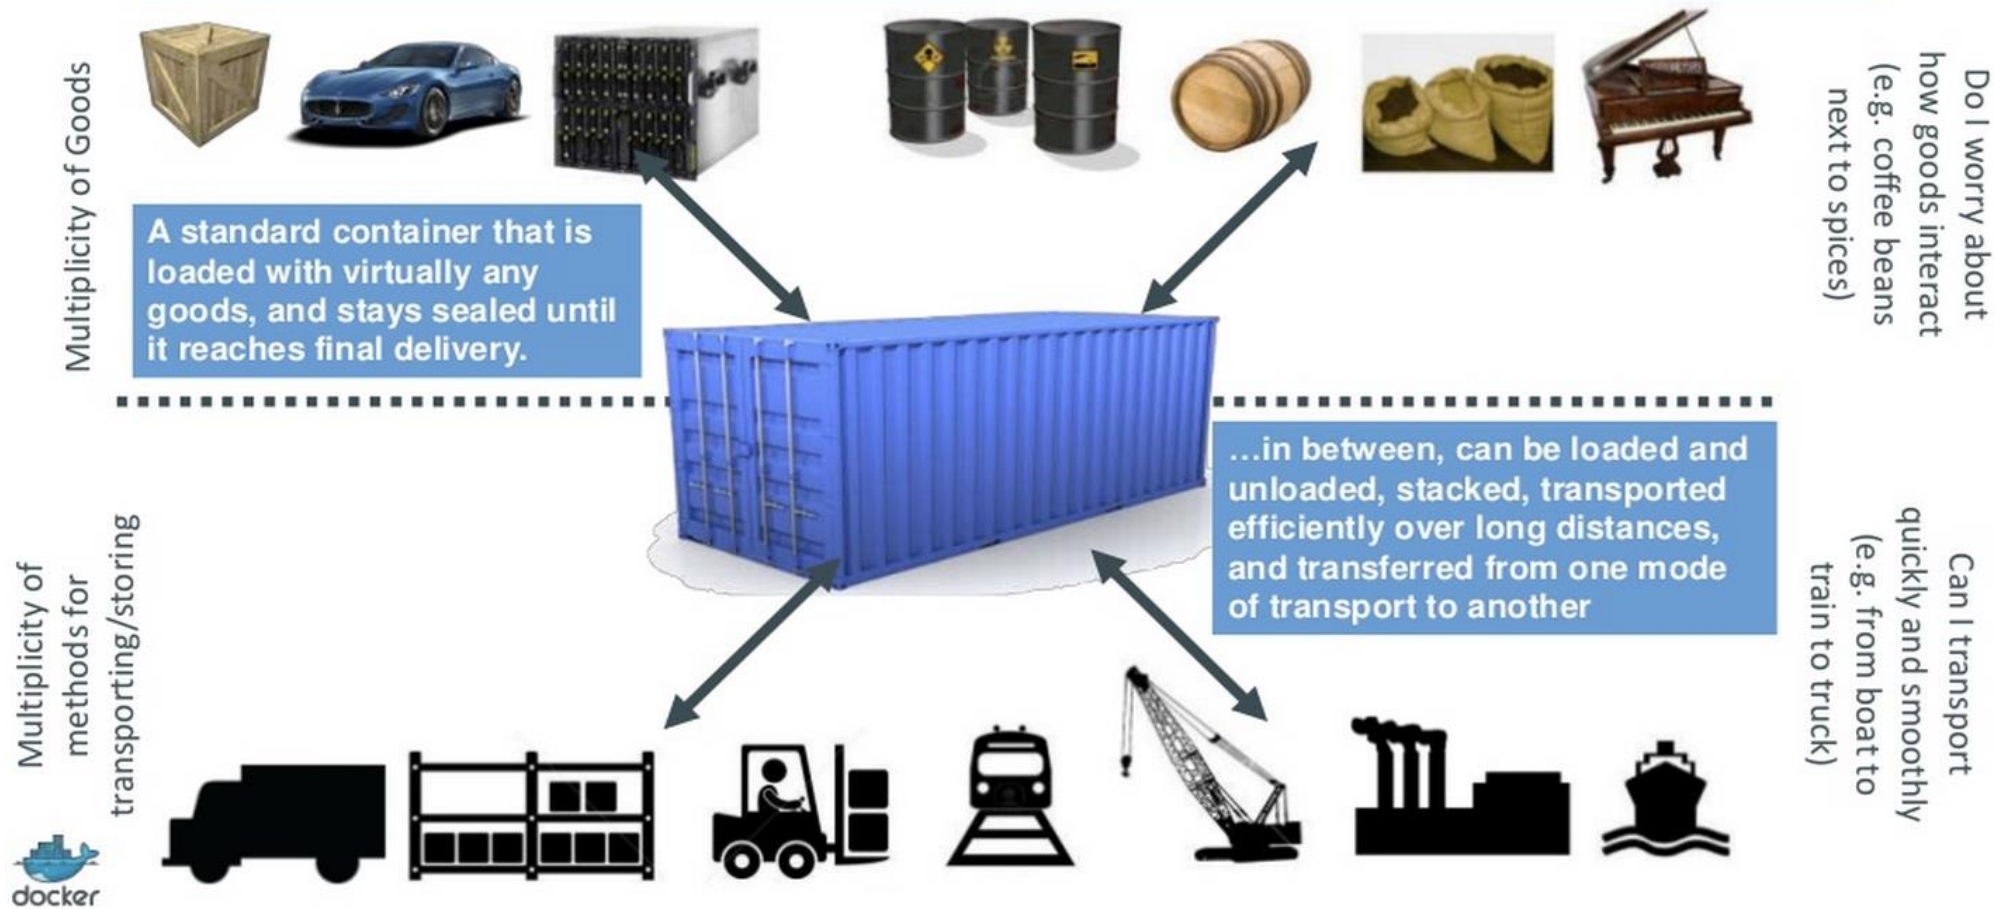 Multiplicity of Goods
Do I worry about
how goods interact
(e.g. coffee beans
next to spices)
A standard container that is
loaded with virtually any
goods, and stays sealed until
it reaches final delivery.
…in between, can be loaded and
unloaded, stacked, transported
efficiently over long distances,
and transferred from one mode
of transport to another
Multiplicity of
methods for
transporting/storing
Can I transport
quickly and smoothly
(e.g. from boat to
train to truck)
docker